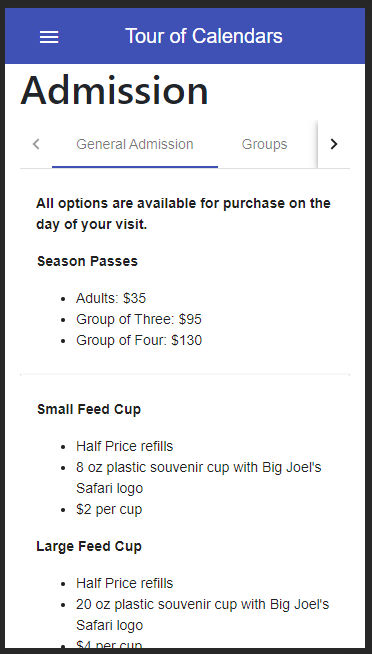 Tour of Calendars
Admission
General Admission
Groups
All options are available for purchase on the
day of your visit.
Season Passes
Adults: $35
Group of Three: $95
Group of Four: $130
Small Feed Cup
Half Price refills
8 oz plastic souvenir cup with Big Joel's
Safari logo
$2 per cup
Large Feed Cup
Half Price refills
20 oz plastic souvenir cup with Big Joel's
Safari logo
$4 per cup